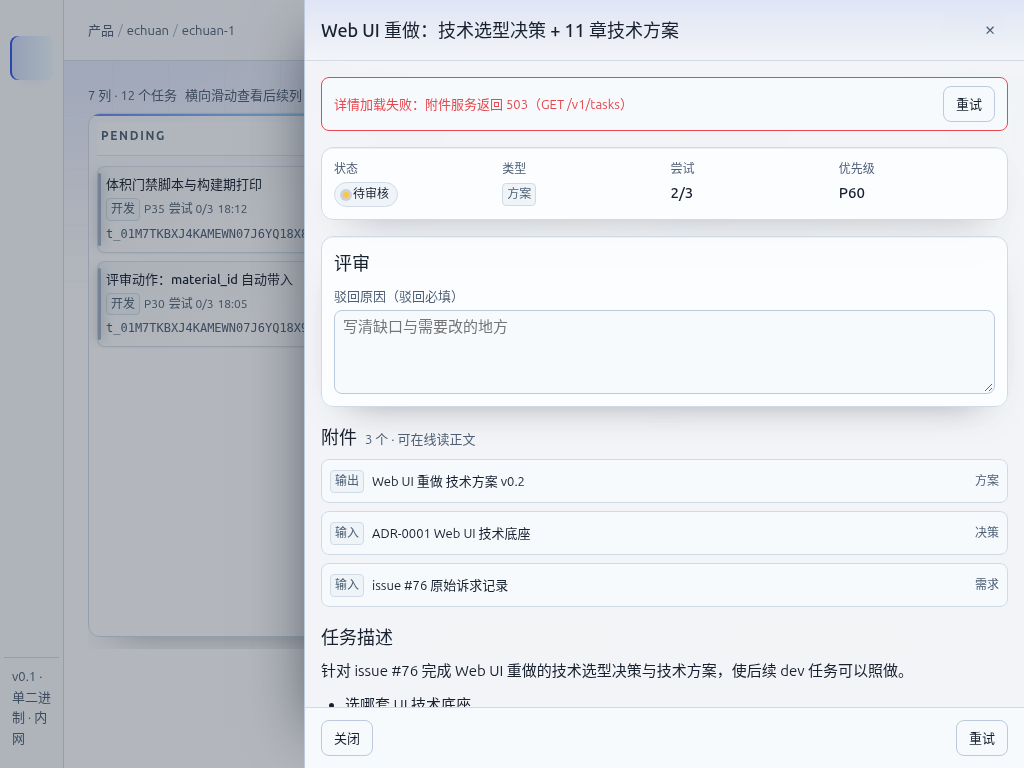 产品 / echuan / echuan-1
7 列 · 12 个任务 横向滑动查看后续列
PENDING
体积门禁脚本与构建期打印
开发 P35 尝试 0/3 18:12
t_01M7TKBXJ4KAMEWN07J6YQ18X
评审动作：material_id 自动带入
开发 P30 尝试 0/3 18:05
t_01M7TKBXJ4KAMEWN07J6YQ18X
v0.1 ·
单二进
制 · 内
网
Web UI 重做：技术选型决策 + 11 章技术方案
×
详情加载失败：附件服务返回 503（GET /v1/tasks）
重试
状态 类型 尝试 优先级
待审核 方案 2/3 P60
评审
驳回原因（驳回必填）
写清缺口与需要改的地方
附件 3 个 · 可在线读正文
输出 Web UI 重做 技术方案 v0.2 方案
输入 ADR-0001 Web UI 技术底座 决策
输入 issue #76 原始诉求记录 需求
任务描述
针对 issue #76 完成 Web UI 重做的技术选型决策与技术方案，使后续 dev 任务可以照做。
• 选哪套 UI 技术底座
关闭 重试